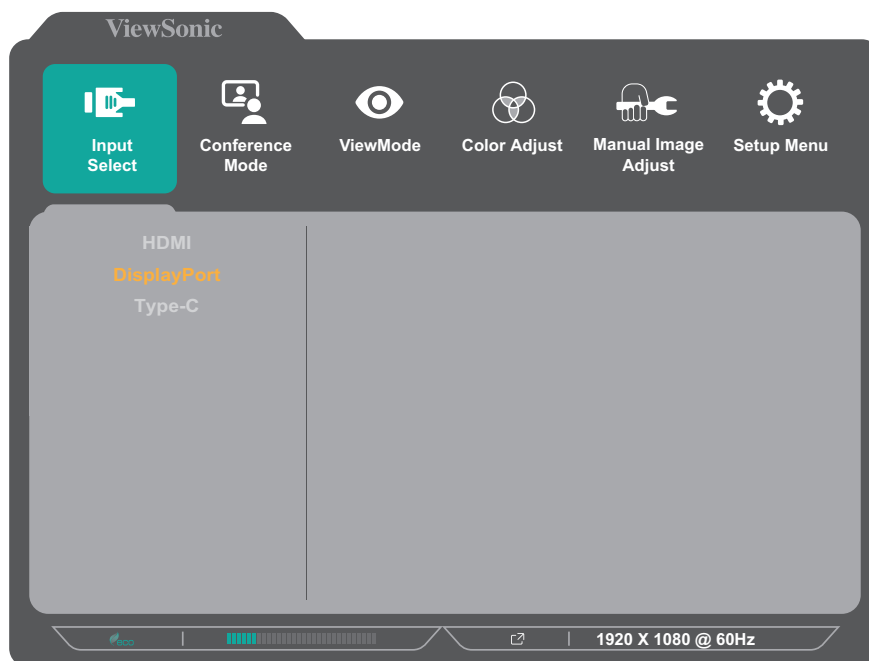 ViewSonic
Input
Select
Conference
Mode
ViewMode
Color Adjust
Manual Image
Adjust
Setup Menu
HDMI
DisplayPort
Type-C
eco
1920 X 1080 @ 60Hz